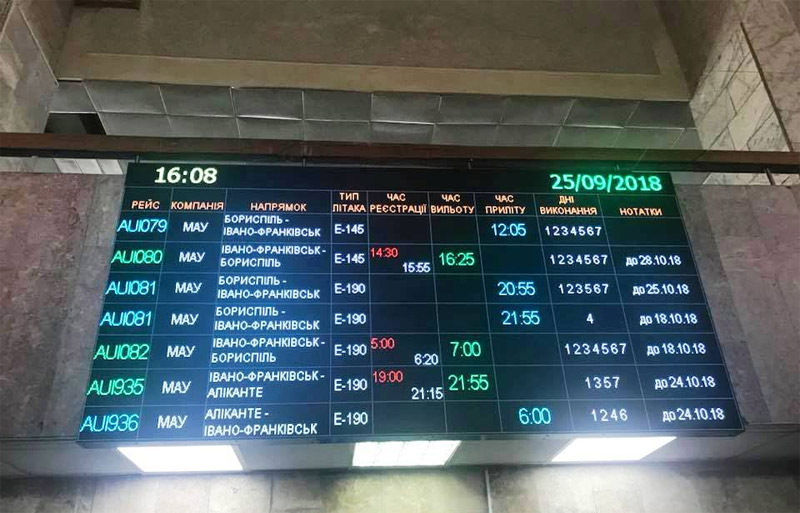 16:08 25/09/2018
РЕЙС КОМПАНІЯ НАПРЯМОК ТИП ЛІТАКА ЧАС РЕЄСТРАЦІЇ ЧАС ВИЛЬОТУ ЧАС ПРИЛІТУ ДНІ ВИКОНАННЯ НОТАТКИ
AUI079 МАУ БОРИСПІЛЬ - ІВАНО-ФРАНКІВСЬК E-145 12:05 1234567
AUI080 МАУ ІВАНО-ФРАНКІВСЬК - БОРИСПІЛЬ E-145 14:30 15:55 16:25 1234567 до 28.10.18
AUI081 МАУ БОРИСПІЛЬ - ІВАНО-ФРАНКІВСЬК E-190 20:55 123567 до 25.10.18
AUI081 МАУ БОРИСПІЛЬ - ІВАНО-ФРАНКІВСЬК E-190 21:55 4 до 18.10.18
AUI082 МАУ ІВАНО-ФРАНКІВСЬК - БОРИСПІЛЬ E-190 5:00 6:20 7:00 1234567 до 18.10.18
AUI935 МАУ ІВАНО-ФРАНКІВСЬК - АЛІКАНТЕ E-190 19:00 21:15 21:55 1357 до 24.10.18
AUI936 МАУ АЛІКАНТЕ - ІВАНО-ФРАНКІВСЬК E-190 6:00 1246 до 24.10.18